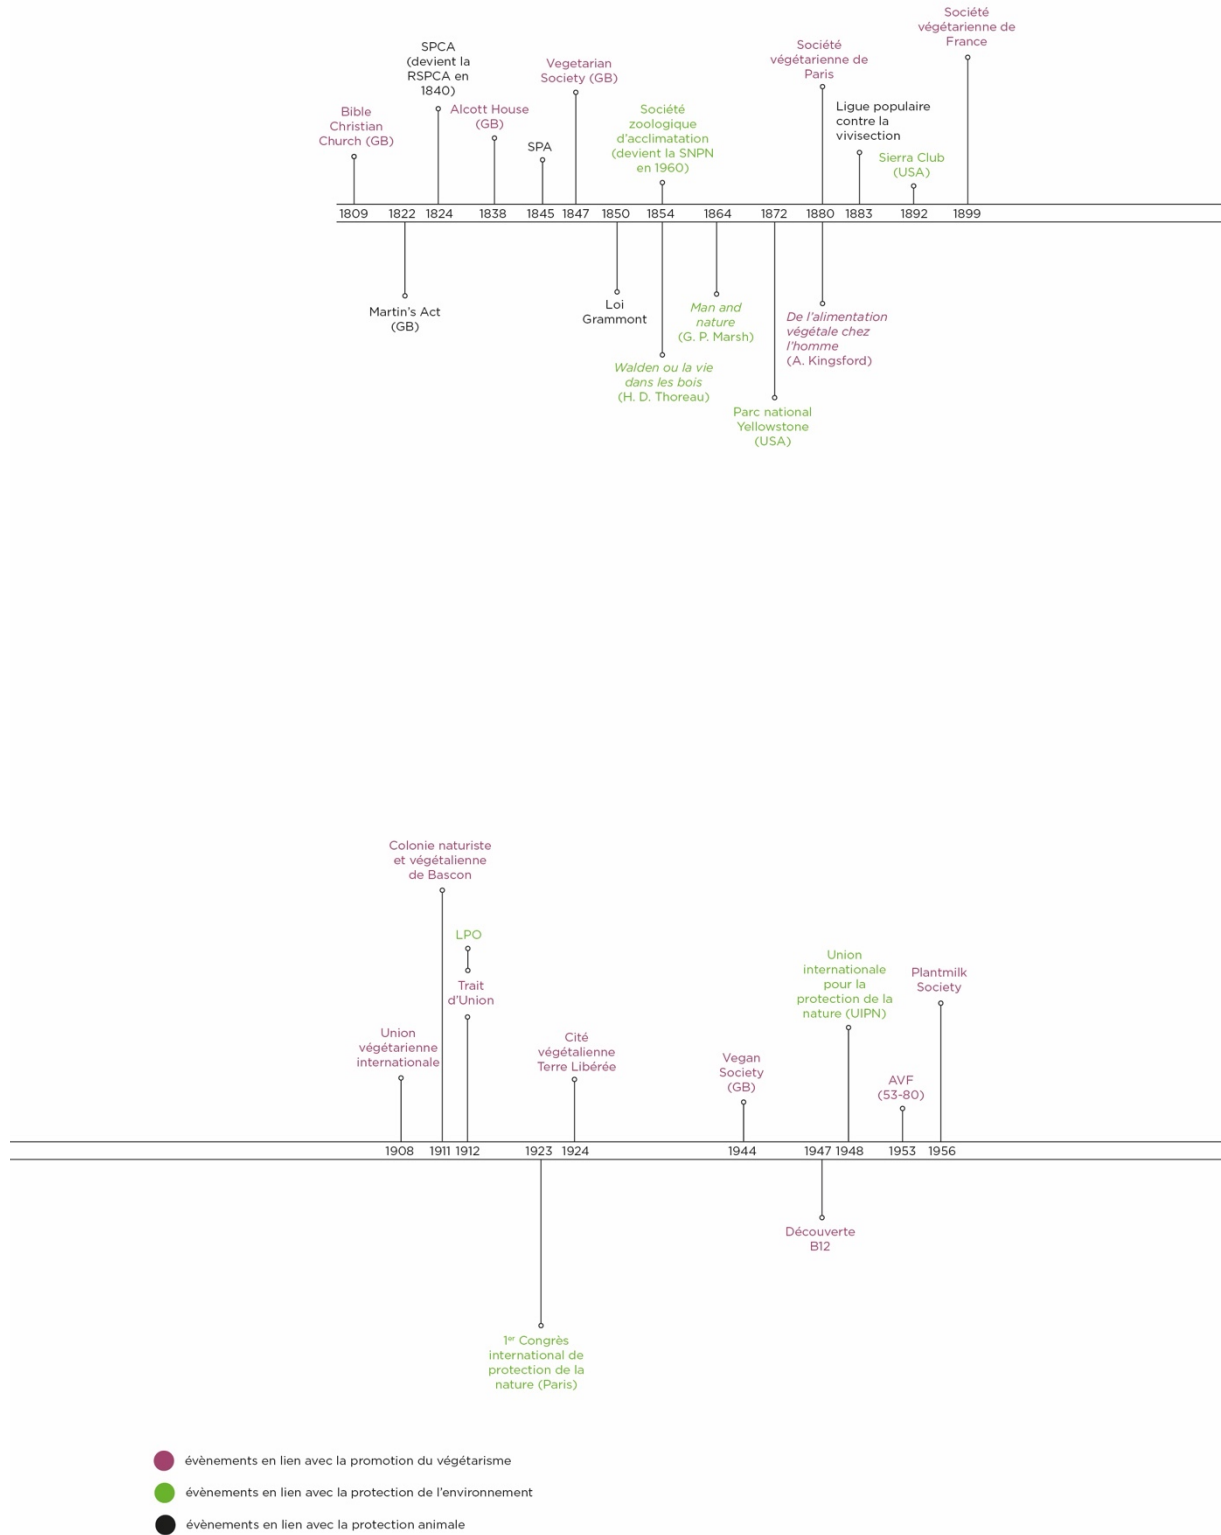 Société
végétarienne de
France
SPCA
(devient la
RSPCA en
1840)
Société
végétarienne de
Paris
Vegetarian
Society (GB)
Bible
Christian
Church (GB)
Alcott House
(GB)
SPA
Société
zoologique
d'acclimatation
(devient la SNPN
en 1960)
Ligue populaire
contre la
vivisection
Sierra Club
(USA)
1809 1822 1824 1838 1845 1847 1850 1854 1864 1872 1880 1883 1892 1899
Martin's Act
(GB)
Loi
Grammont
Walden ou la vie
dans les bois
(H. D. Thoreau)
Man and
nature
(G. P. Marsh)
Parc national
Yellowstone
(USA)
De l'alimentation
végétale chez
l'homme
(A. Kingsford)
Colonie naturiste
et végétalienne
de Bascon
LPO
Trait
d'Union
Union
végétarienne
internationale
Cité
végétalienne
Terre Libérée
Vegan
Society
(GB)
Union
internationale
pour la
protection de la
nature (UIPN)
AVF
(53-80)
Plantmilk
Society
1908 1911 1912 1923 1924 1944 1947 1948 1953 1956
Découverte
B12
1er Congrès
international de
protection de la
nature (Paris)
évènements en lien avec la promotion du végétarisme
évènements en lien avec la protection de l'environnement
évènements en lien avec la protection animale